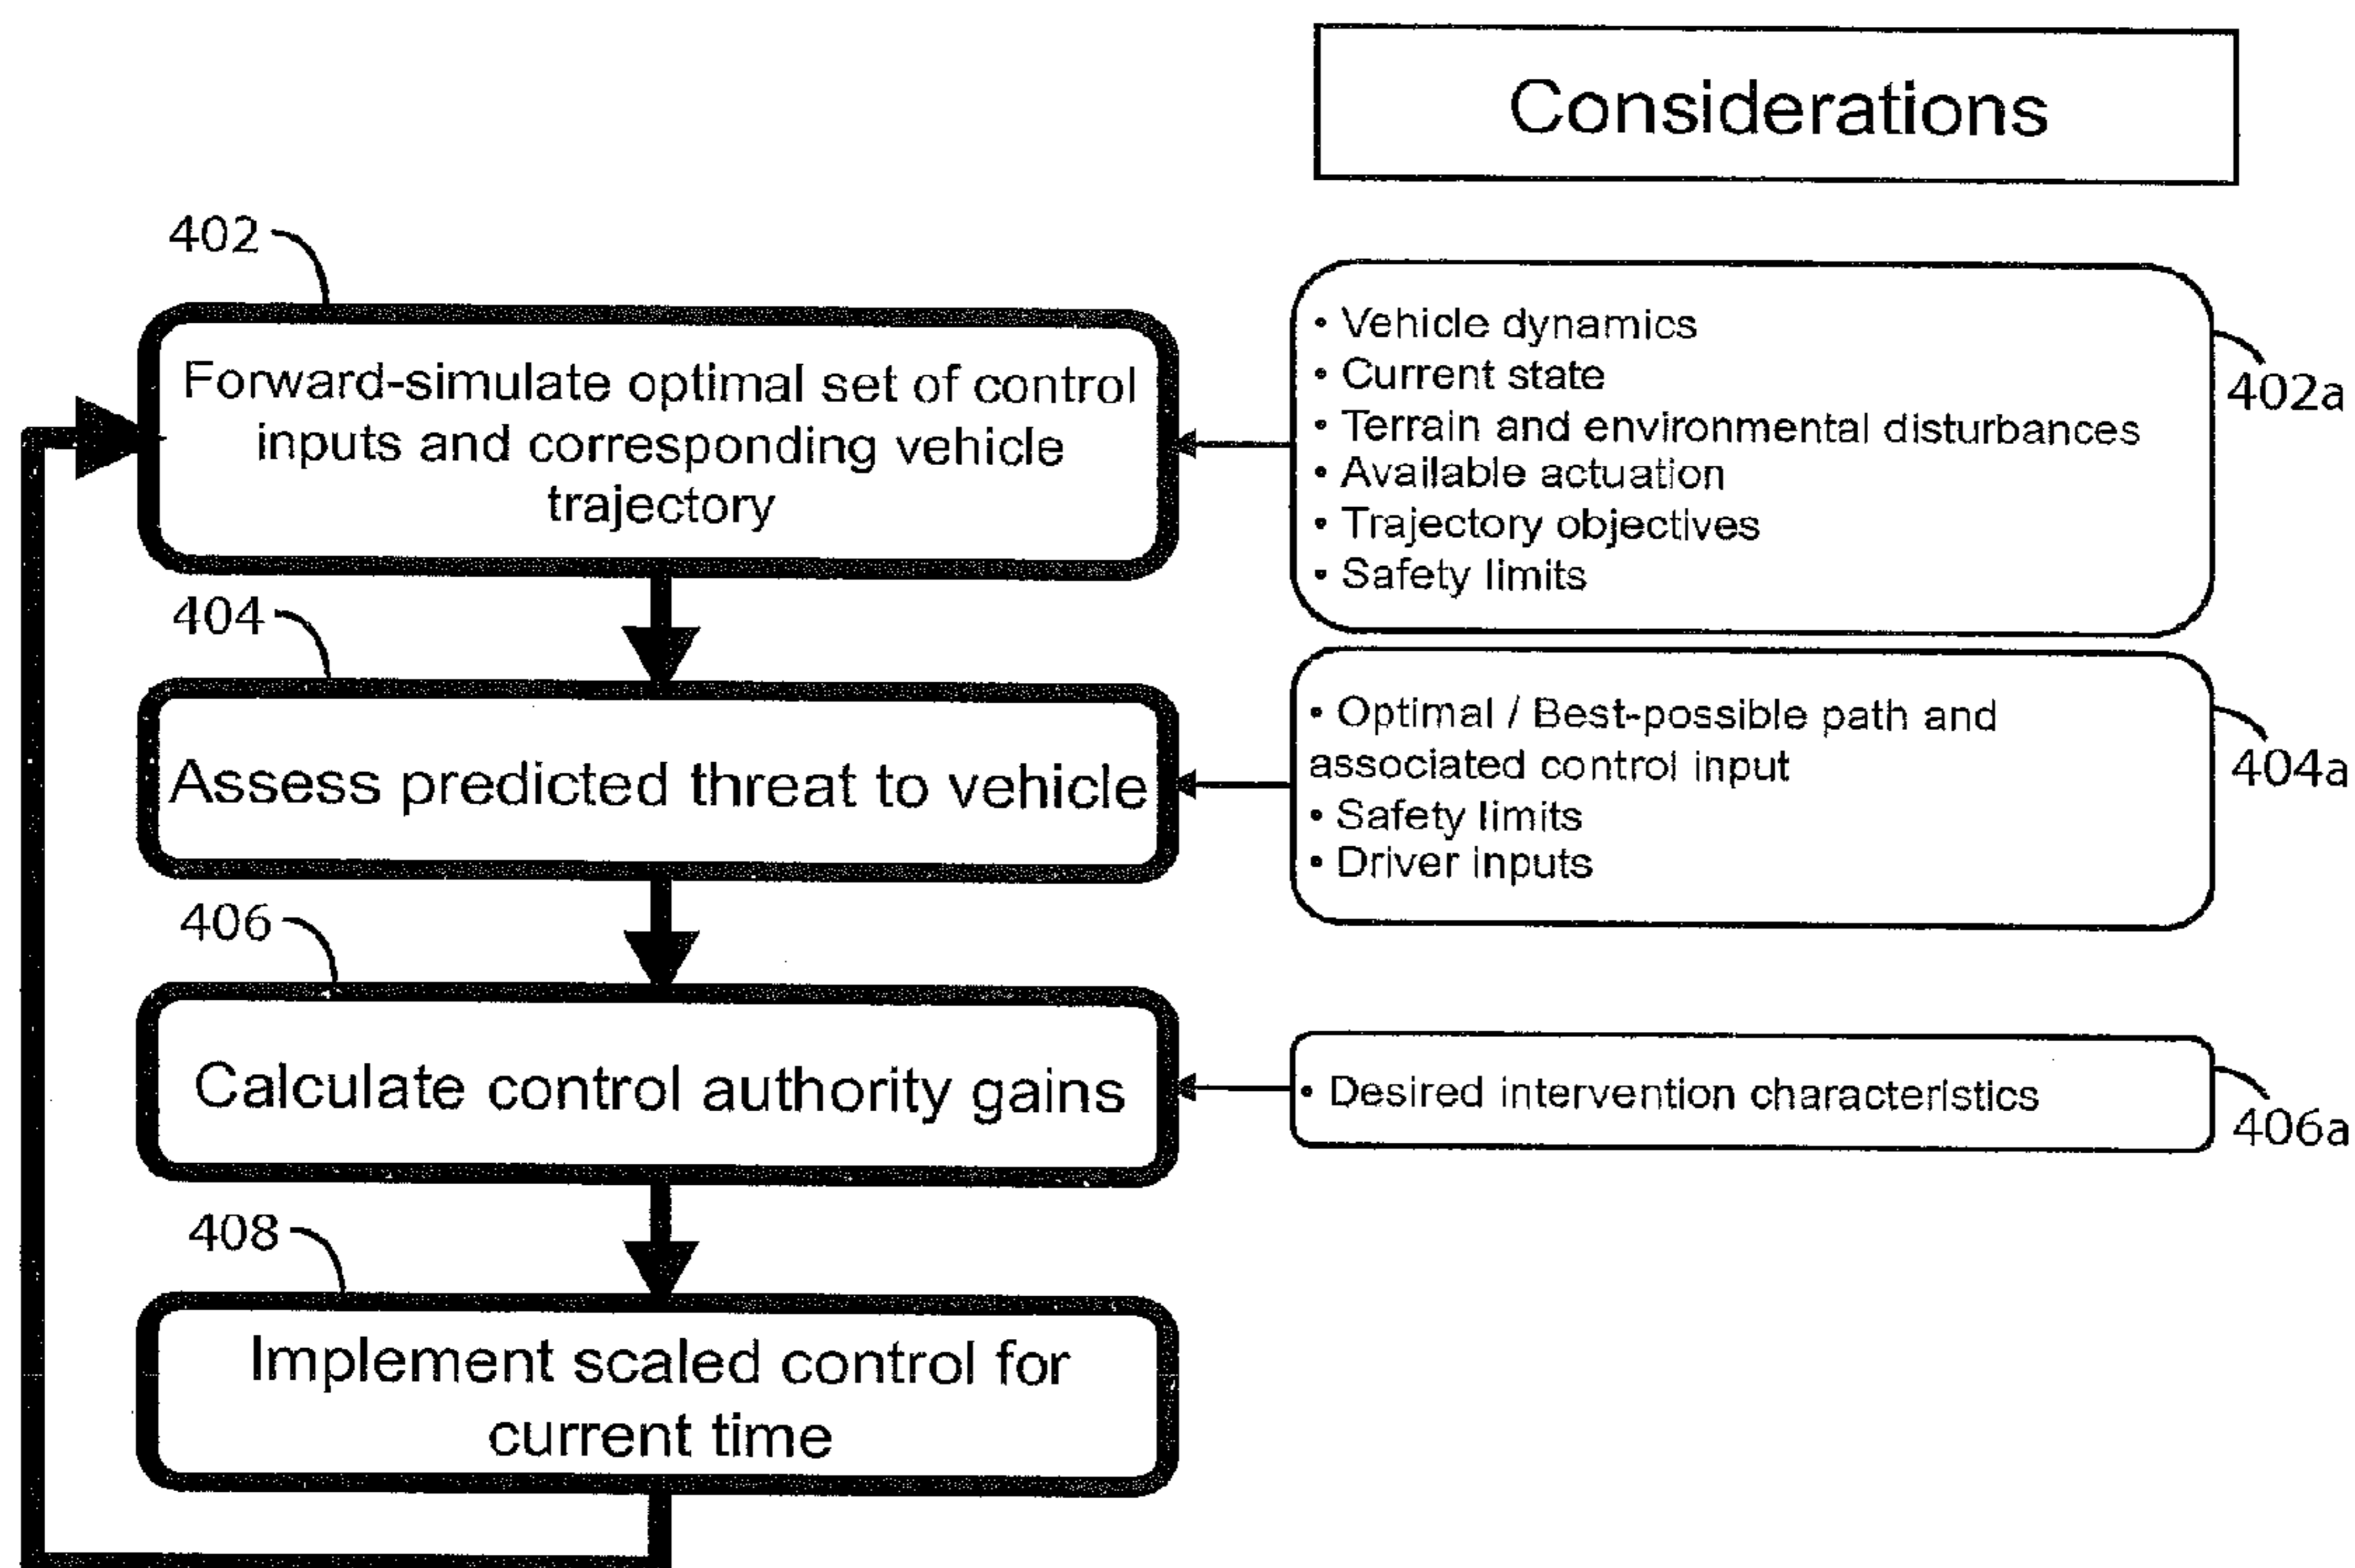 Considerations
402
Forward-simulate optimal set of control
inputs and corresponding vehicle
trajectory
• Vehicle dynamics
• Current state
• Terrain and environmental disturbances
• Available actuation
• Trajectory objectives
• Safety limits
402a
404
Assess predicted threat to vehicle
• Optimal / Best-possible path and
associated control input
• Safety limits
• Driver inputs
404a
406
Calculate control authority gains
• Desired intervention characteristics
406a
408
Implement scaled control for
current time